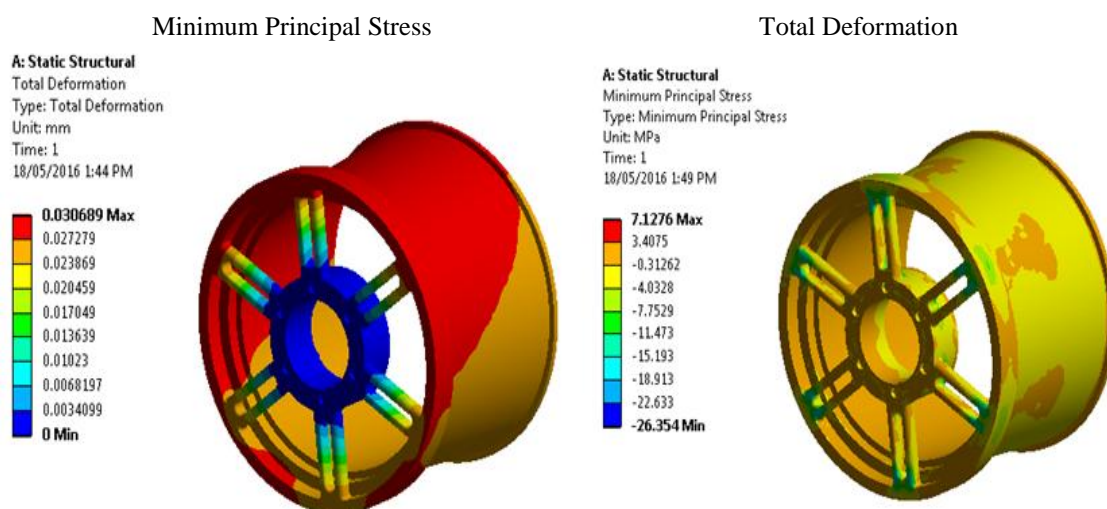 Minimum Principal Stress
Total Deformation
A: Static Structural
Total Deformation
Type: Total Deformation
Unit: mm
Time: 1
18/05/2016 1:44 PM
0.030689 Max
0.027279
0.023869
0.020459
0.017049
0.013639
0.01023
0.0068197
0.0034099
0 Min
A: Static Structural
Minimum Principal Stress
Type: Minimum Principal Stress
Unit: MPa
Time: 1
18/05/2016 1:49 PM
7.1276 Max
3.4075
-0.31262
-4.0328
-7.7529
-11.473
-15.193
-18.913
-22.633
-26.354 Min